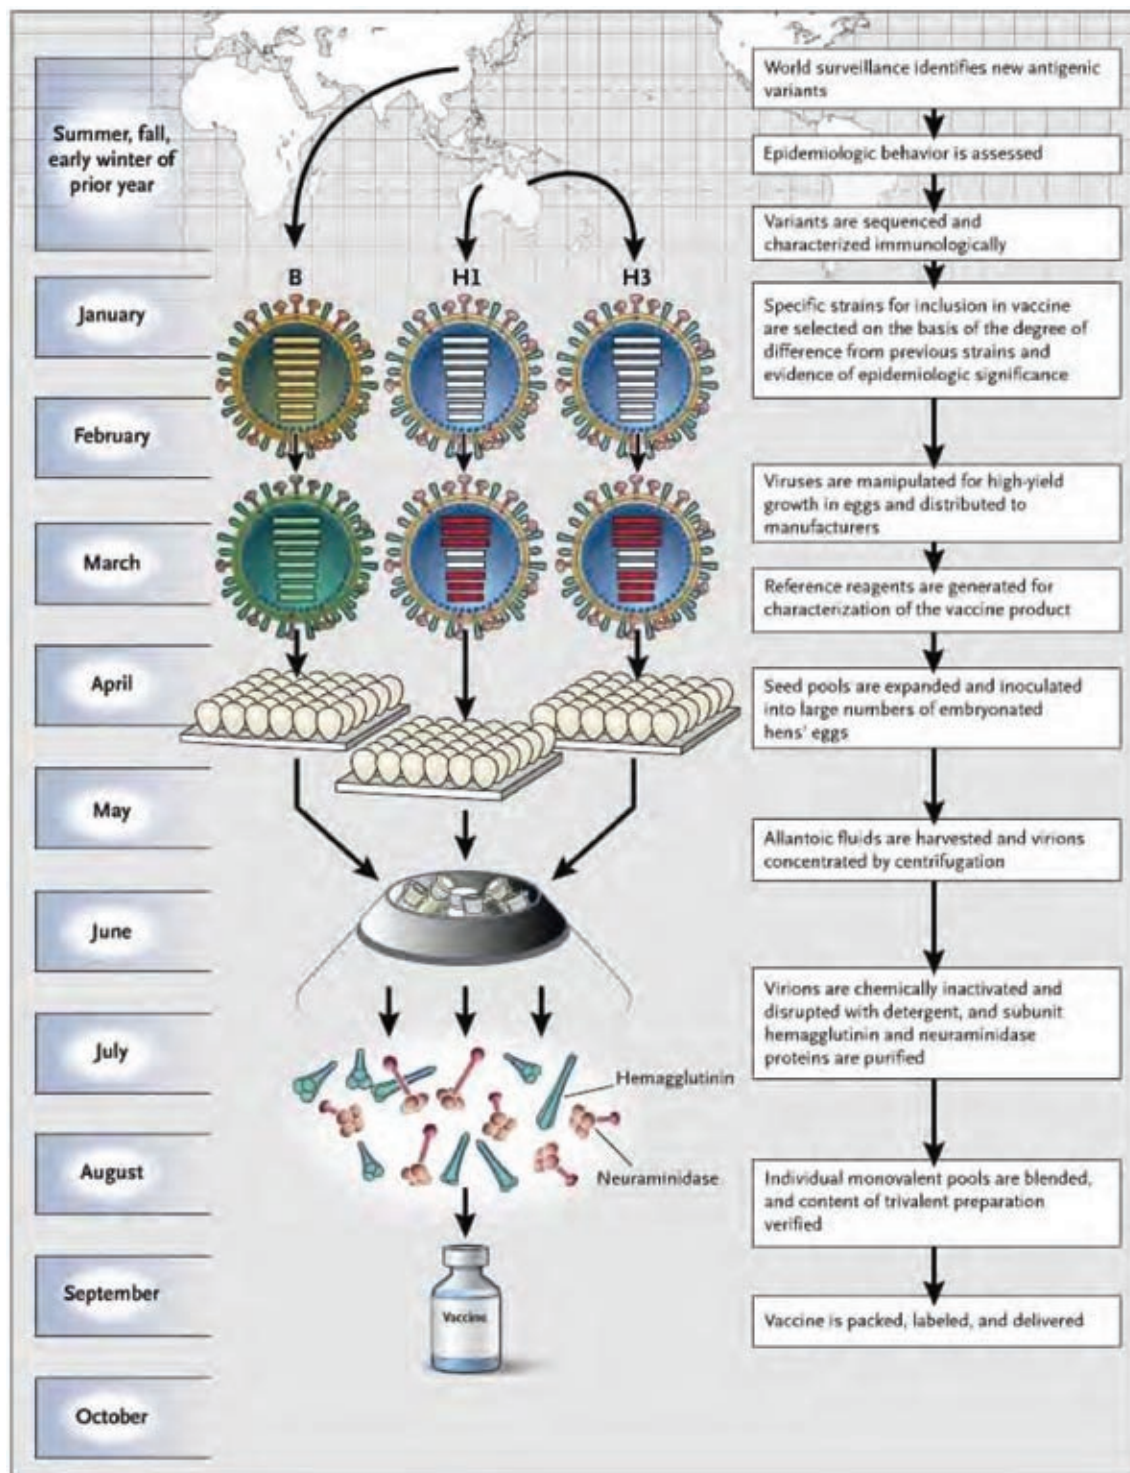 Summer, fall,
early winter of
prior year
January
February
March
April
May
June
July
August
September
October
B
H1
H3
Hemagglutinin
Neuraminidase
Vaccine
World surveillance identifies new antigenic
variants
Epidemiologic behavior is assessed
Variants are sequenced and
characterized immunologically
Specific strains for inclusion in vaccine
are selected on the basis of the degree of
difference from previous strains and
evidence of epidemiologic significance
Viruses are manipulated for high-yield
growth in eggs and distributed to
manufacturers
Reference reagents are generated for
characterization of the vaccine product
Seed pools are expanded and inoculated
into large numbers of embryonated
hens' eggs
Allantoic fluids are harvested and virions
concentrated by centrifugation
Virions are chemically inactivated and
disrupted with detergent, and subunit
hemagglutinin and neuraminidase
proteins are purified
Individual monovalent pools are blended,
and content of trivalent preparation
verified
Vaccine is packed, labeled, and delivered